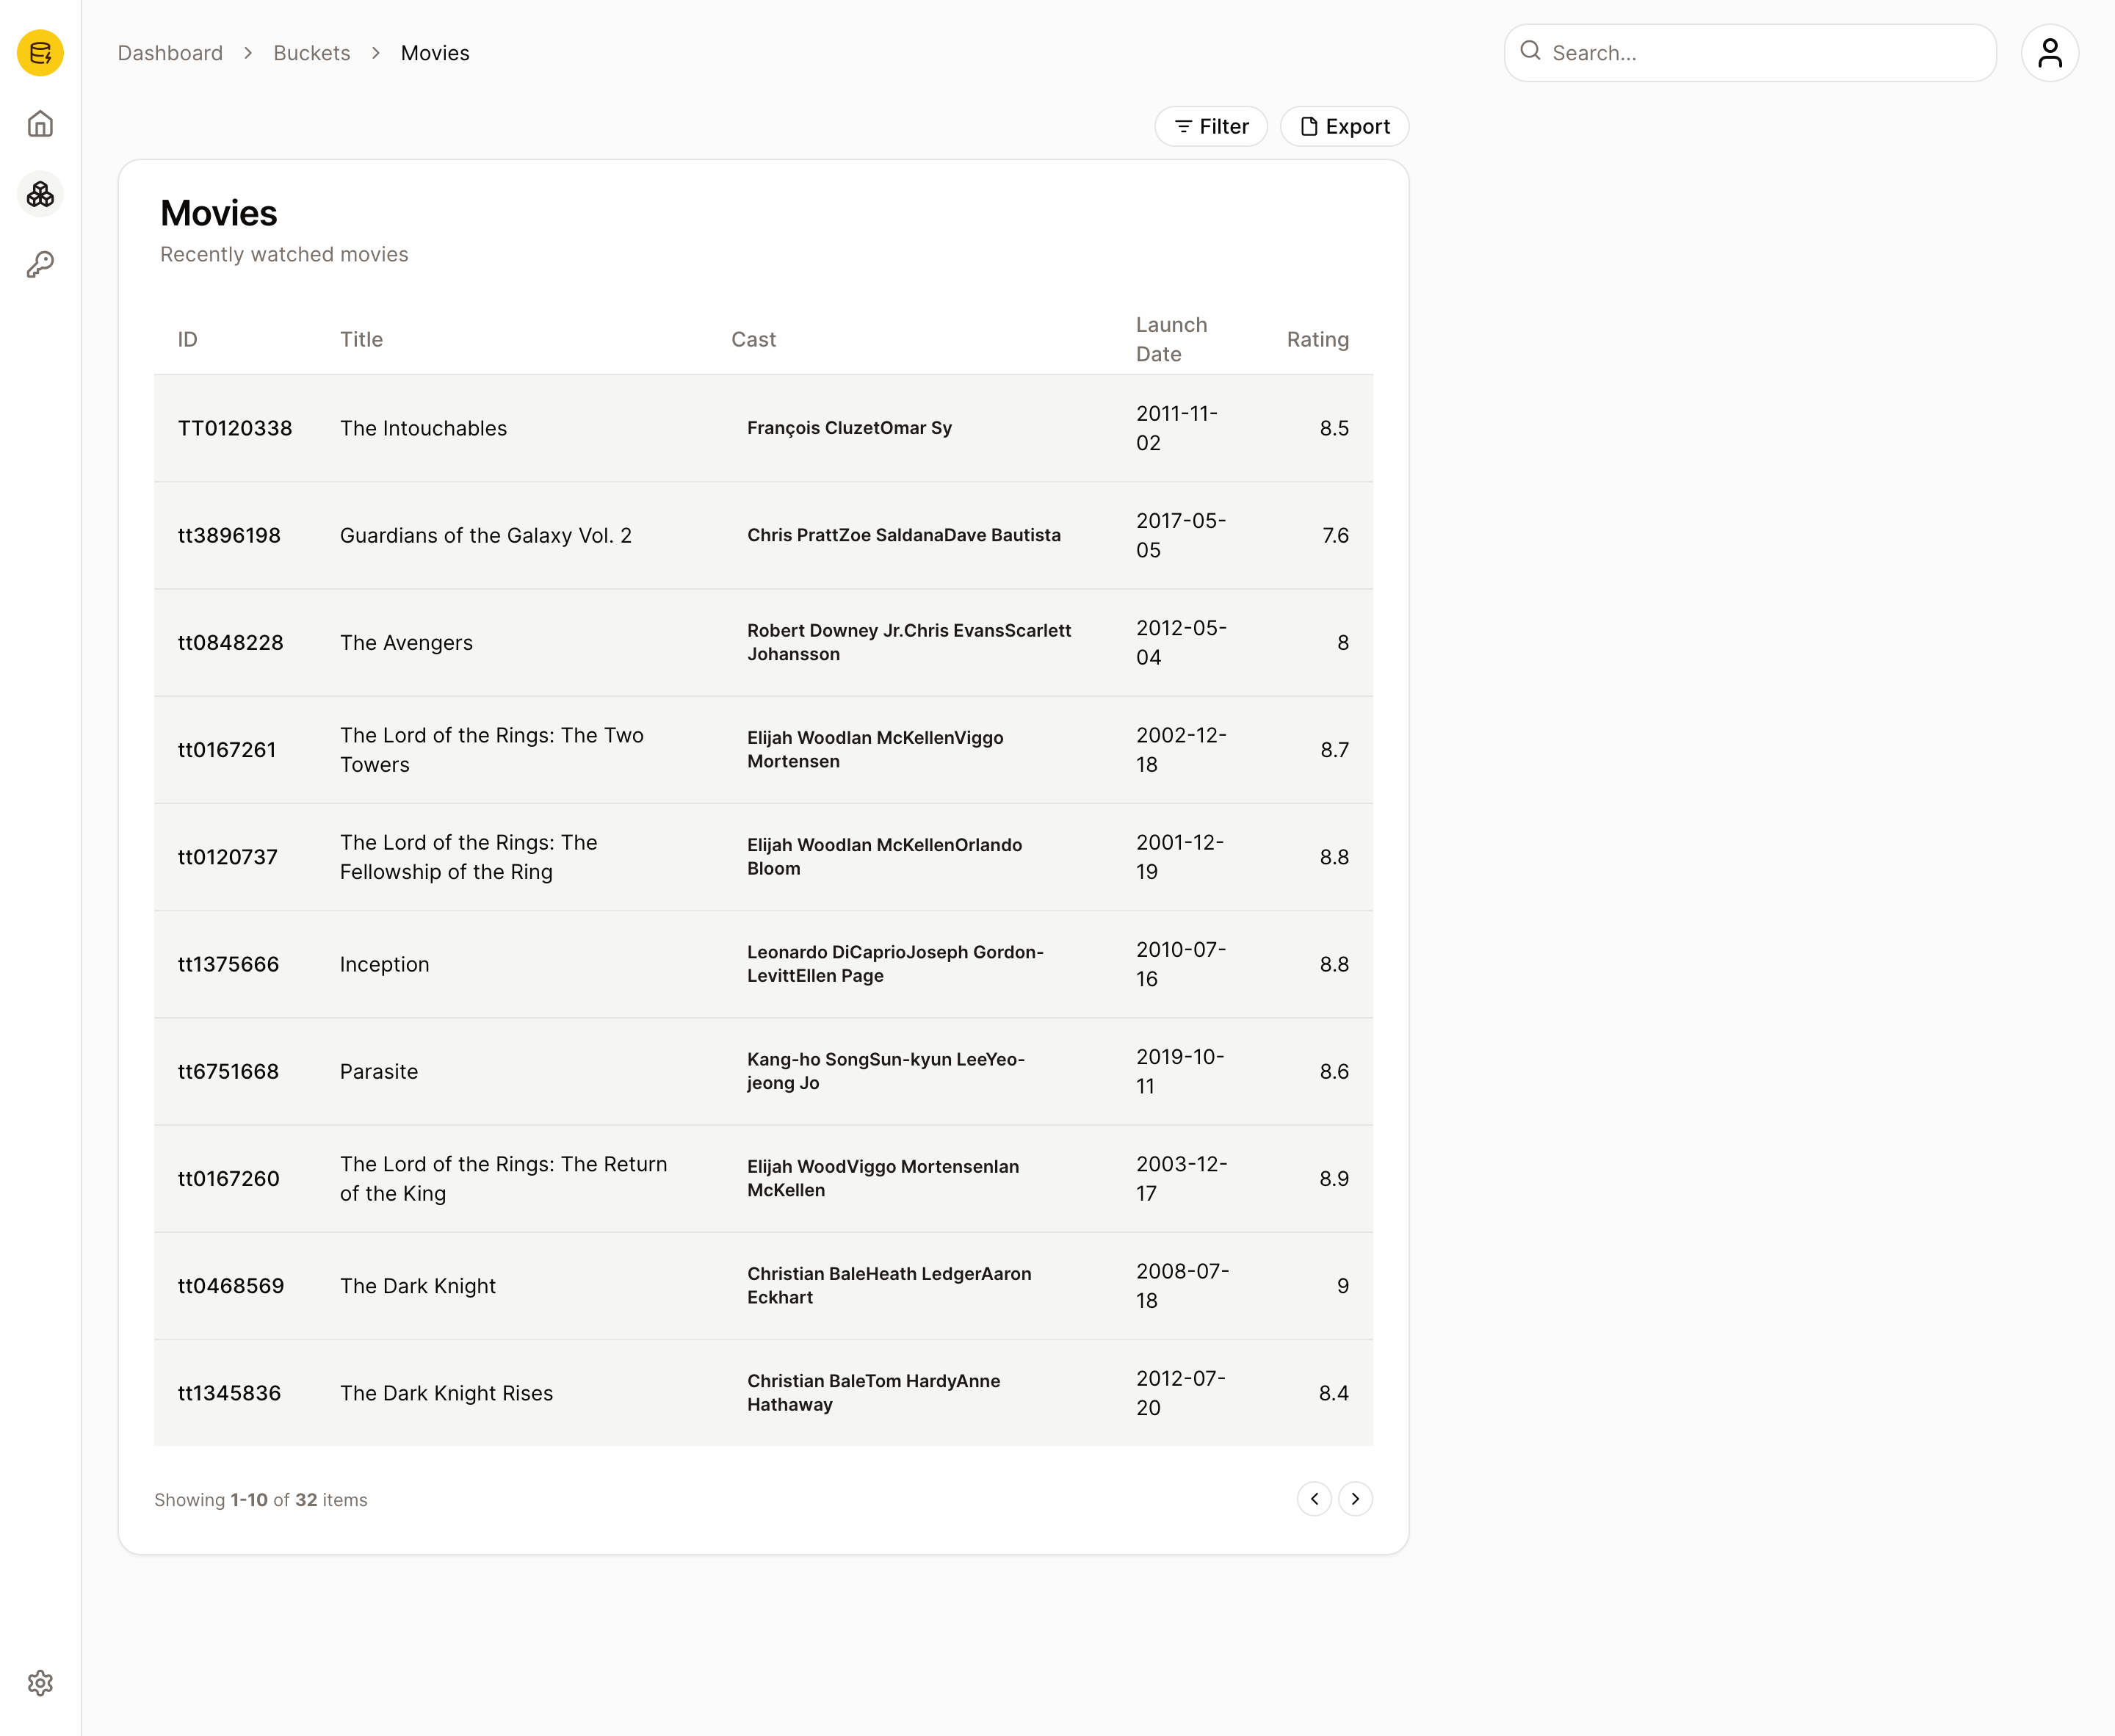 Dashboard > Buckets > Movies
Search...
Filter
Export
Movies
Recently watched movies
ID Title Cast Launch
Date Rating
TT0120338 The Intouchables François CluzetOmar Sy 2011-11-
02 8.5
tt3896198 Guardians of the Galaxy Vol. 2 Chris PrattZoe SaldanaDave Bautista 2017-05-
05 7.6
tt0848228 The Avengers Robert Downey Jr.Chris EvansScarlett
Johansson 2012-05-
04 8
tt0167261 The Lord of the Rings: The Two
Towers Elijah WoodIan McKellenViggo
Mortensen 2002-12-
18 8.7
tt0120737 The Lord of the Rings: The
Fellowship of the Ring Elijah WoodIan McKellenOrlando
Bloom 2001-12-
19 8.8
tt1375666 Inception Leonardo DiCaprioJoseph Gordon-
LevittEllen Page 2010-07-
16 8.8
tt6751668 Parasite Kang-ho SongSun-kyun LeeYeo-
jeong Jo 2019-10-
11 8.6
tt0167260 The Lord of the Rings: The Return
of the King Elijah WoodViggo MortensenIan
McKellen 2003-12-
17 8.9
tt0468569 The Dark Knight Christian BaleHeath LedgerAaron
Eckhart 2008-07-
18 9
tt1345836 The Dark Knight Rises Christian BaleTom HardyAnne
Hathaway 2012-07-
20 8.4
Showing 1-10 of 32 items